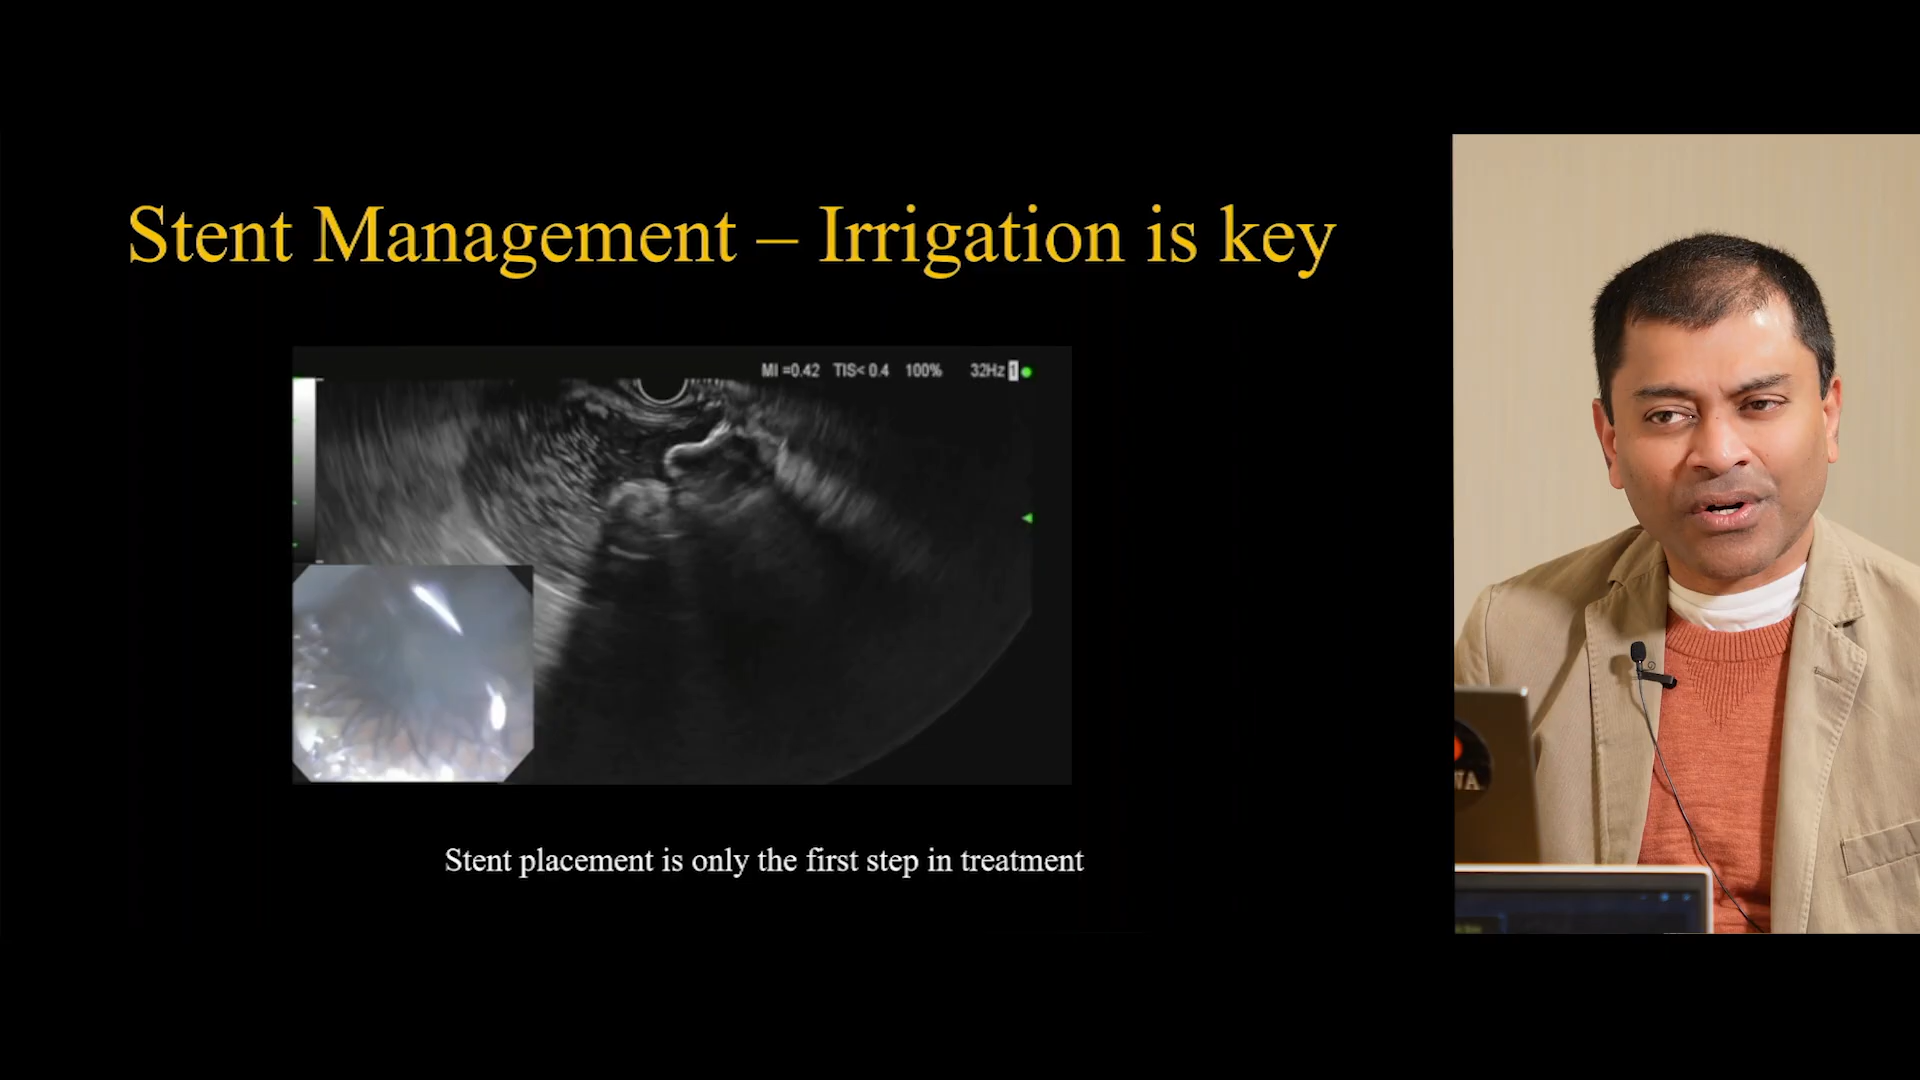 Stent Management – Irrigation is key
MI =0.42 TIS< 0.4 100% 32Hz 1
Stent placement is only the first step in treatment